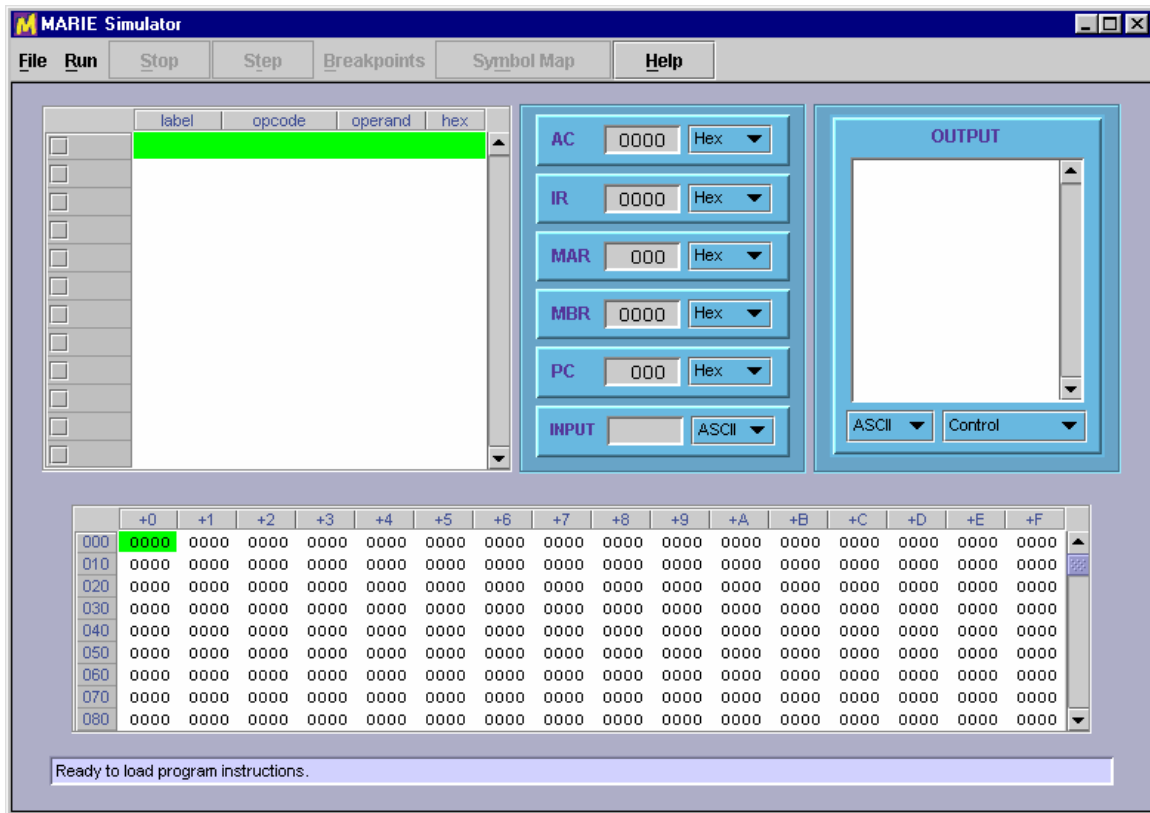 MARIE Simulator
File Run Stop Step Breakpoints Symbol Map Help
label opcode operand hex
AC 0000 Hex
IR 0000 Hex
MAR 000 Hex
MBR 0000 Hex
PC 000 Hex
INPUT ASCII
OUTPUT
ASCII Control
+0 +1 +2 +3 +4 +5 +6 +7 +8 +9 +A +B +C +D +E +F
000 0000 0000 0000 0000 0000 0000 0000 0000 0000 0000 0000 0000 0000 0000 0000 0000
010 0000 0000 0000 0000 0000 0000 0000 0000 0000 0000 0000 0000 0000 0000 0000 0000
020 0000 0000 0000 0000 0000 0000 0000 0000 0000 0000 0000 0000 0000 0000 0000 0000
030 0000 0000 0000 0000 0000 0000 0000 0000 0000 0000 0000 0000 0000 0000 0000 0000
040 0000 0000 0000 0000 0000 0000 0000 0000 0000 0000 0000 0000 0000 0000 0000 0000
050 0000 0000 0000 0000 0000 0000 0000 0000 0000 0000 0000 0000 0000 0000 0000 0000
060 0000 0000 0000 0000 0000 0000 0000 0000 0000 0000 0000 0000 0000 0000 0000 0000
070 0000 0000 0000 0000 0000 0000 0000 0000 0000 0000 0000 0000 0000 0000 0000 0000
080 0000 0000 0000 0000 0000 0000 0000 0000 0000 0000 0000 0000 0000 0000 0000 0000
Ready to load program instructions.